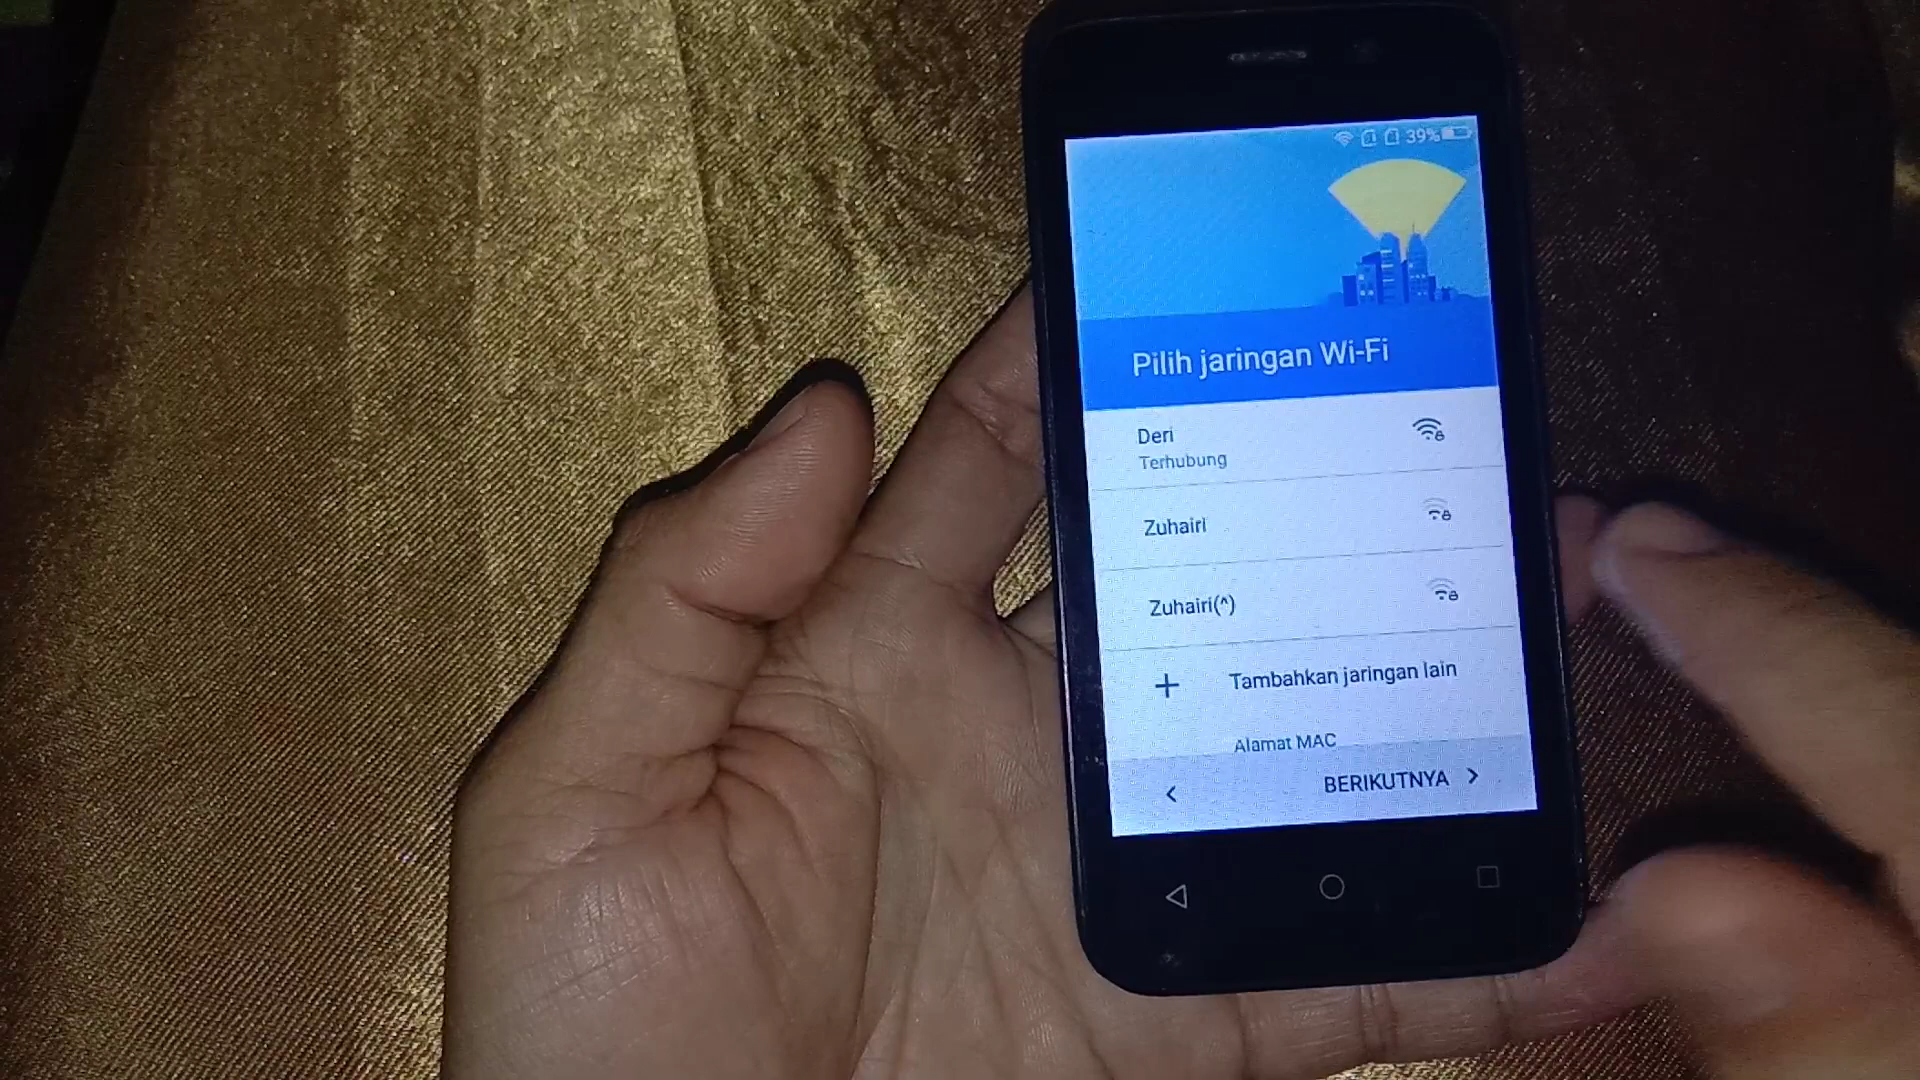 39%
Pilih jaringan Wi-Fi
Deri
Terhubung
Zuhairi
Zuhairi(^)
+ Tambahkan jaringan lain
Alamat MAC
< BERIKUTNYA >